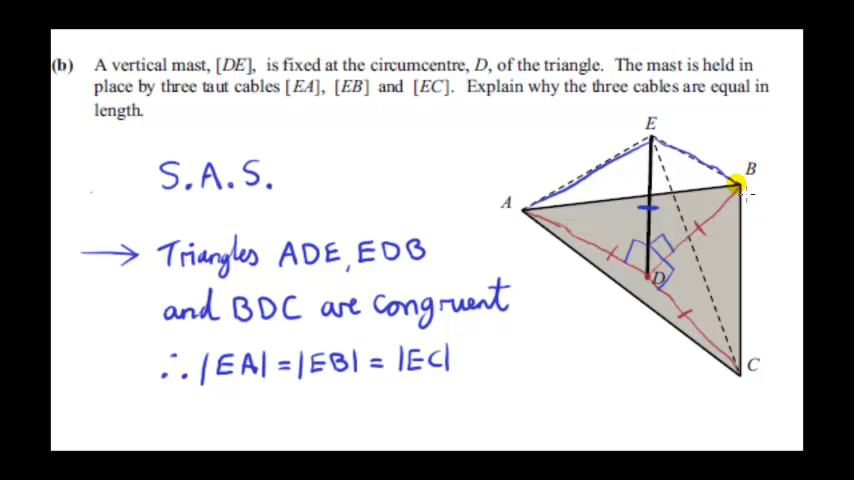 (b) A vertical mast, [DE], is fixed at the circumcentre, D, of the triangle. The mast is held in
place by three taut cables [EA], [EB] and [EC]. Explain why the three cables are equal in
length.
S.A.S.
→ Triangles ADE, EDB
and BDC are congruent
∴ |EA| = |EB| = |EC|
E
B
A
D
C